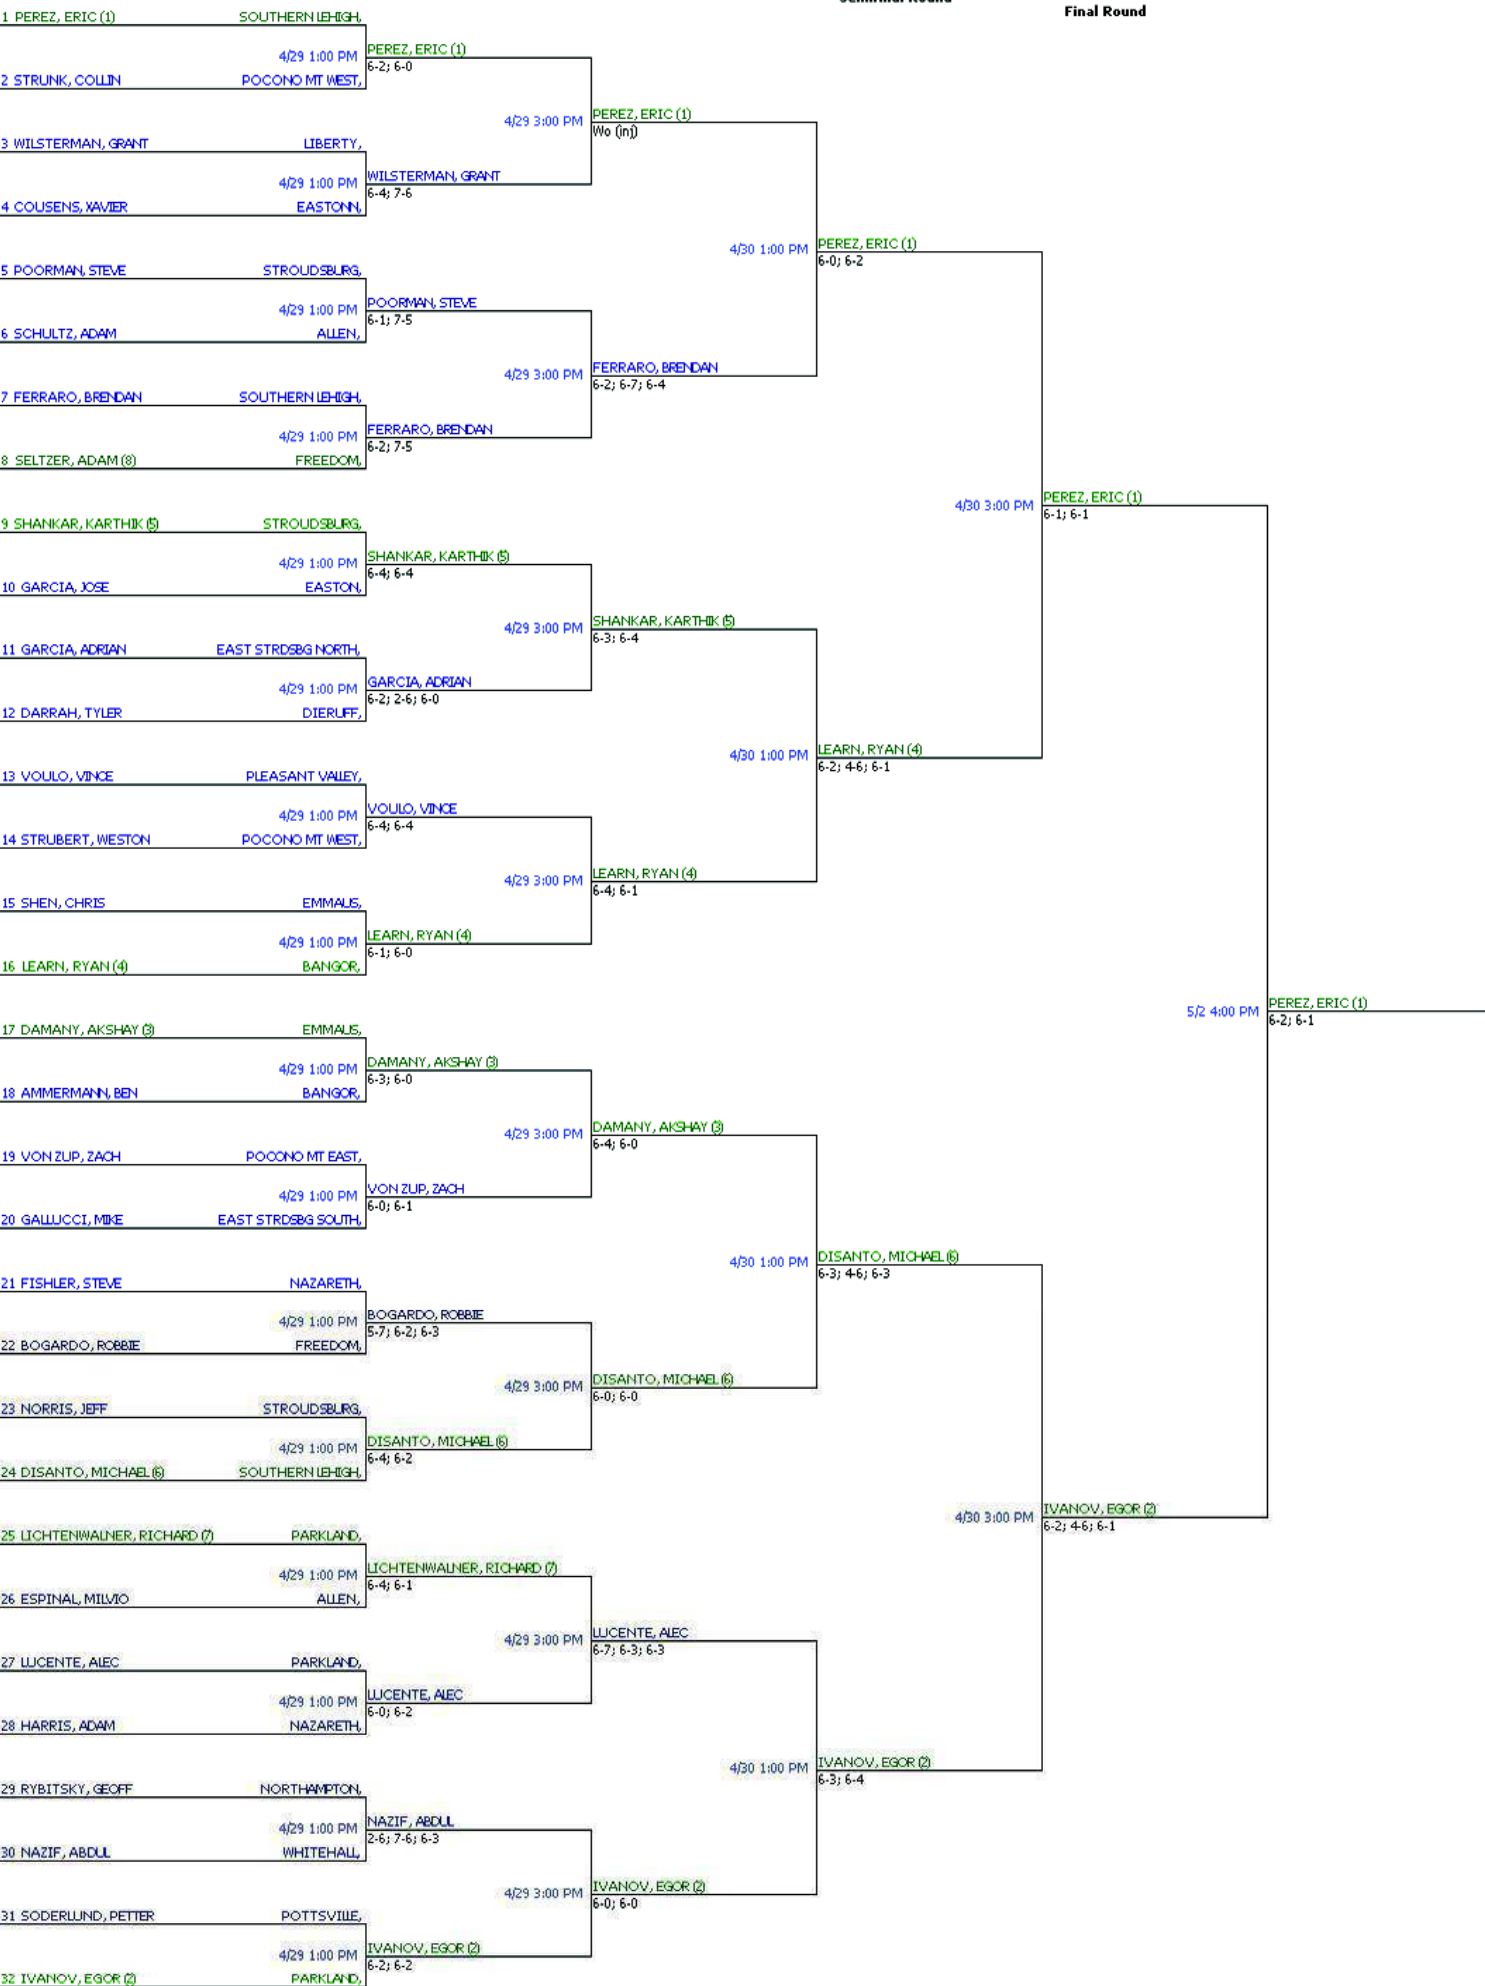 Final Round
1 PEREZ, ERIC (1) SOUTHERN LEHIGH,
4/29 1:00 PM PEREZ, ERIC (1)
6-2; 6-0
2 STRUNK, COLLIN POCONO MT WEST,
4/29 3:00 PM PEREZ, ERIC (1)
Wo (inj)
3 WILSTERMAN, GRANT LIBERTY,
4/29 1:00 PM WILSTERMAN, GRANT
6-4; 7-6
4 COUSENS, XAVIER EASTONN,
4/30 1:00 PM PEREZ, ERIC (1)
6-0; 6-2
5 POORMAN, STEVE STROUDSBURG,
4/29 1:00 PM POORMAN, STEVE
6-1; 7-5
6 SCHULTZ, ADAM ALLEN,
4/29 3:00 PM FERRARO, BRENDAN
6-2; 6-7; 6-4
7 FERRARO, BRENDAN SOUTHERN LEHIGH,
4/29 1:00 PM FERRARO, BRENDAN
6-2; 7-5
8 SELTZER, ADAM (8) FREEDOM,
4/30 3:00 PM PEREZ, ERIC (1)
6-1; 6-1
9 SHANKAR, KARTHIK (5) STROUDSBURG,
4/29 1:00 PM SHANKAR, KARTHIK (5)
6-4; 6-4
10 GARCIA, JOSE EASTON,
4/29 3:00 PM SHANKAR, KARTHIK (5)
6-3; 6-4
11 GARCIA, ADRIAN EAST STRDSBG NORTH,
4/29 1:00 PM GARCIA, ADRIAN
6-2; 2-6; 6-0
12 DARRAH, TYLER DIERUFF,
4/30 1:00 PM LEARN, RYAN (4)
6-2; 4-6; 6-1
13 VOULO, VINCE PLEASANT VALLEY,
4/29 1:00 PM VOULO, VINCE
6-4; 6-4
14 STRUBERT, WESTON POCONO MT WEST,
4/29 3:00 PM LEARN, RYAN (4)
6-4; 6-1
15 SHEN, CHRIS EMMAUS,
4/29 1:00 PM LEARN, RYAN (4)
6-1; 6-0
16 LEARN, RYAN (4) BANGOR,
5/2 4:00 PM PEREZ, ERIC (1)
6-2; 6-1
17 DAMANY, AKSHAY (3) EMMAUS,
4/29 1:00 PM DAMANY, AKSHAY (3)
6-3; 6-0
18 AMMERMANN, BEN BANGOR,
4/29 3:00 PM DAMANY, AKSHAY (3)
6-4; 6-0
19 VON ZUP, ZACH POCONO MT EAST,
4/29 1:00 PM VON ZUP, ZACH
6-0; 6-1
20 GALLUCCI, MIKE EAST STRDSBG SOUTH,
4/30 1:00 PM DISANTO, MICHAEL (6)
6-3; 4-6; 6-3
21 FISHLER, STEVE NAZARETH,
4/29 1:00 PM BOGARDO, ROBBIE
5-7; 6-2; 6-3
22 BOGARDO, ROBBIE FREEDOM,
4/29 3:00 PM DISANTO, MICHAEL (6)
6-0; 6-0
23 NORRIS, JEFF STROUDSBURG,
4/29 1:00 PM DISANTO, MICHAEL (6)
6-4; 6-2
24 DISANTO, MICHAEL (6) SOUTHERN LEHIGH,
4/30 3:00 PM IVANOV, EGOR (2)
6-2; 4-6; 6-1
25 LICHTENWALNER, RICHARD (7) PARKLAND,
4/29 1:00 PM LICHTENWALNER, RICHARD (7)
6-4; 6-1
26 ESPINAL, MILVIO ALLEN,
4/29 3:00 PM LUCENTE, ALEC
6-7; 6-3; 6-3
27 LUCENTE, ALEC PARKLAND,
4/29 1:00 PM LUCENTE, ALEC
6-0; 6-2
28 HARRIS, ADAM NAZARETH,
4/30 1:00 PM IVANOV, EGOR (2)
6-3; 6-4
29 RYBITSKY, GEOFF NORTHAMPTON,
4/29 1:00 PM NAZIF, ABDUL
2-6; 7-6; 6-3
30 NAZIF, ABDUL WHITEHALL,
4/29 3:00 PM IVANOV, EGOR (2)
6-0; 6-0
31 SODERLUND, PETTER POTTSVILLE,
4/29 1:00 PM IVANOV, EGOR (2)
6-2; 6-2
32 IVANOV, EGOR (2) PARKLAND,